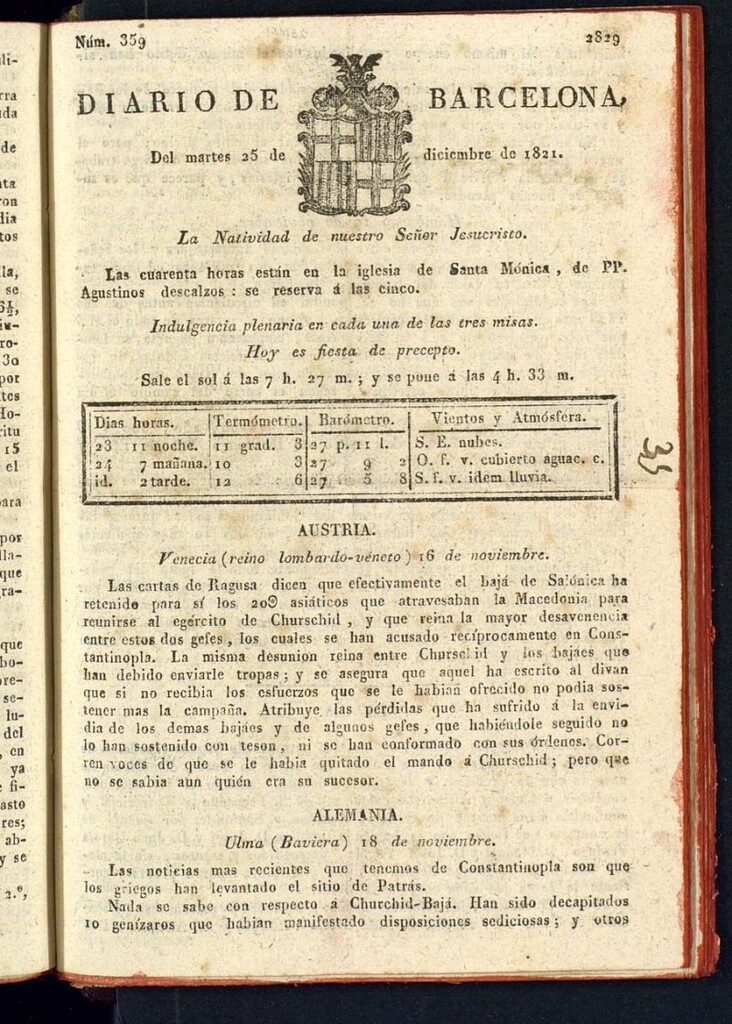 Núm. 359 2829
DIARIO DE BARCELONA,
Del martes 25 de diciembre de 1821.
La Natividad de nuestro Señor Jesucristo.
Las cuarenta horas están en la iglesia de Santa Mónica, de PP.
Agustinos descalzos: se reserva á las cinco.
Indulgencia plenaria en cada una de las tres misas.
Hoy es fiesta de precepto.
Sale el sol á las 7 h. 27 m.; y se pone á las 4 h. 33 m.
Dias horas. Termómetro. Barómetro. Vientos y Atmósfera.
23 11 noche. 11 grad. 3 27 p. 11 l. S. E. nubes.
24 7 mañana. 10 3 27 9 2 O. f. v. cubierto aguac. c.
id. 2 tarde. 12 6 27 5 8 S. f. v. idem lluvia.
35
AUSTRIA.
Venecia (reino lombardo-véneto) 16 de noviembre.
Las cartas de Ragusa dicen que efectivamente el bajá de Salónica ha
retenido para sí los 20 asiáticos que atravesaban la Macedonia para
reunirse al egército de Churschid, y que reina la mayor desavenencia
entre estos dos gefes, los cuales se han acusado recíprocamente en Cons-
tantinopla. La misma desunion reina entre Churschid y los bajáes que
han debido enviarle tropas; y se asegura que aquel ha escrito al divan
que si no recibia los esfuerzos que se le habian ofrecido no podia sos-
tener mas la campaña. Atribuye las pérdidas que ha sufrido á la envi-
dia de los demas bajáes y de algunos gefes, que habiéndole seguido no
lo han sostenido con teson, ni se han conformado con sus órdenes. Cor-
ren voces de que se le habia quitado el mando á Churschid; pero que
no se sabia aun quién era su sucesor.
ALEMANIA.
Ulma (Baviera) 18 de noviembre.
Las noticias mas recientes que tenemos de Constantinopla son que
los griegos han levantado el sitio de Patrás.
Nada se sabe con respecto á Churchid-Bajá. Han sido decapitados
10 genízaros que habian manifestado disposiciones sediciosas; y otros